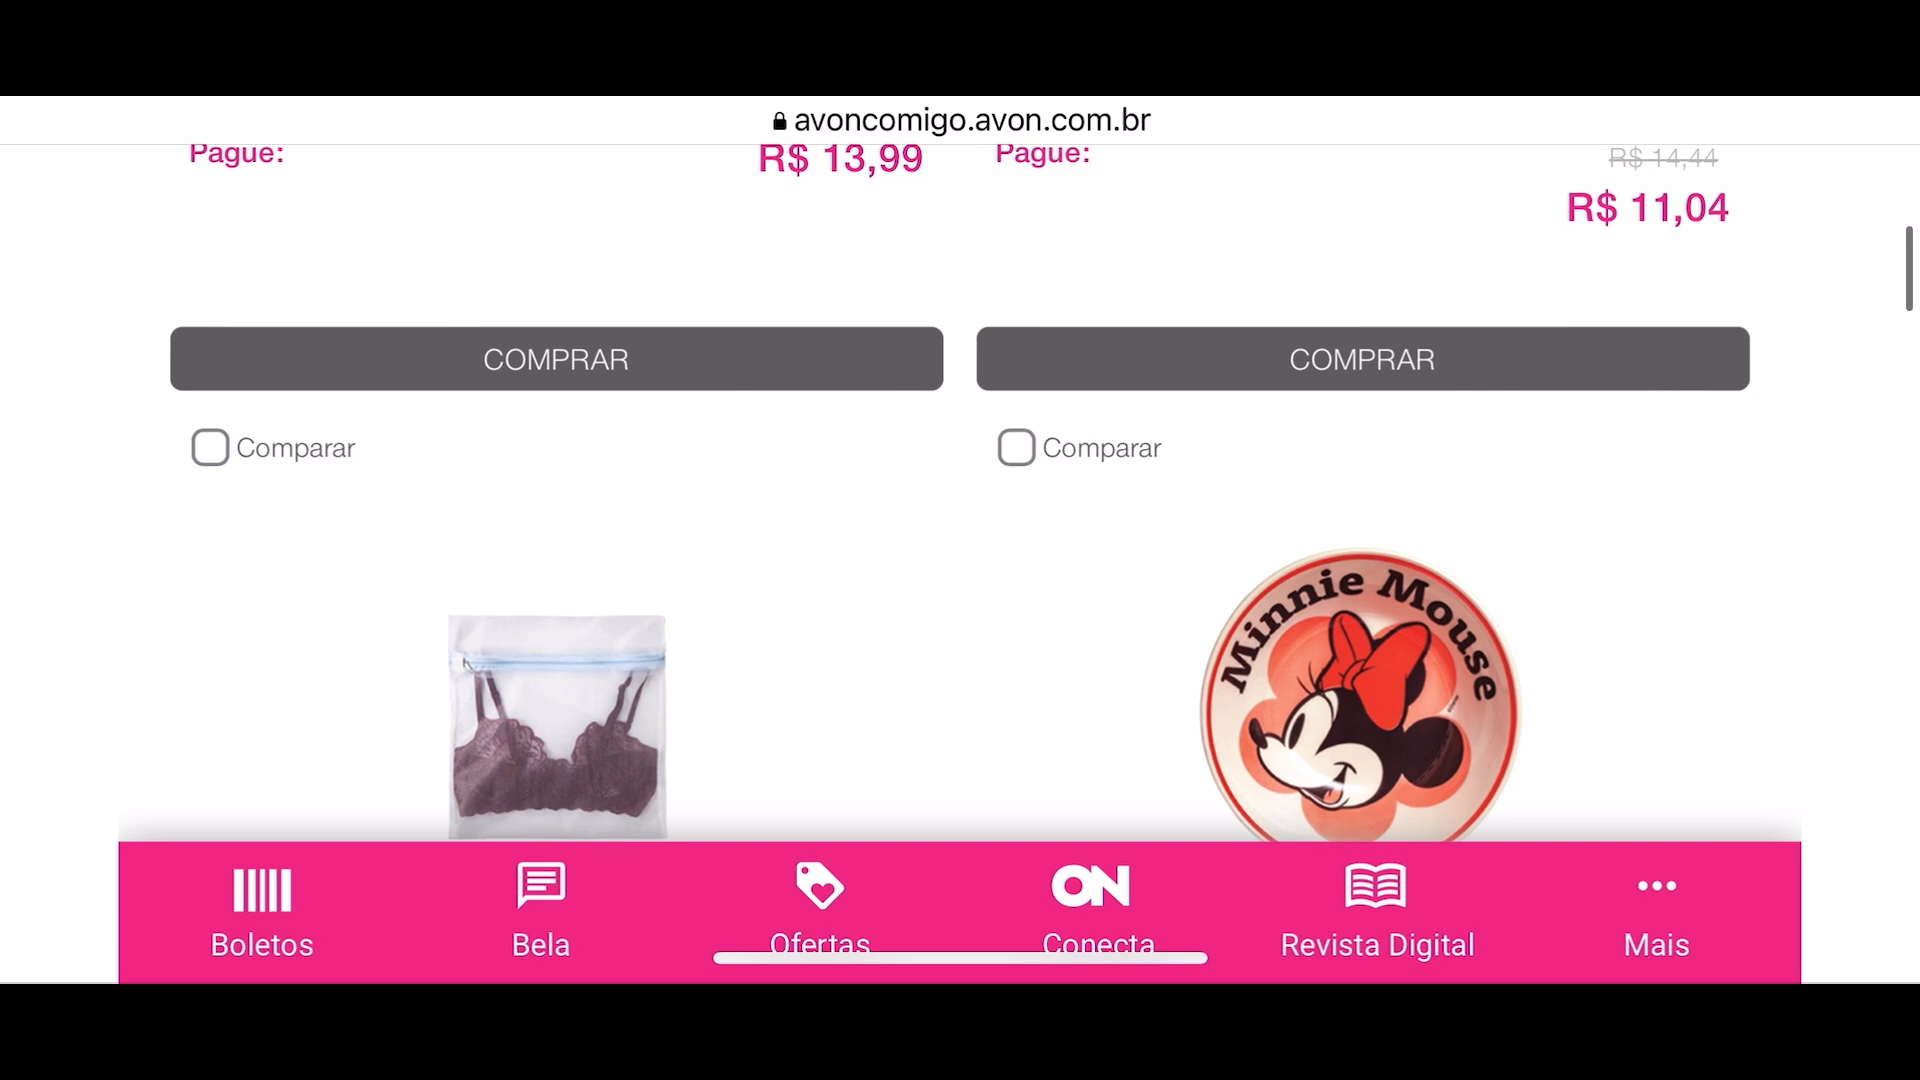 avoncomigo.avon.com.br
Pague:
R$ 13,99
Pague:
R$ 14,44
R$ 11,04
COMPRAR
COMPRAR
Comparar
Comparar
Minnie Mouse
Boletos
Bela
Ofertas
ON
Conecta
Revista Digital
Mais